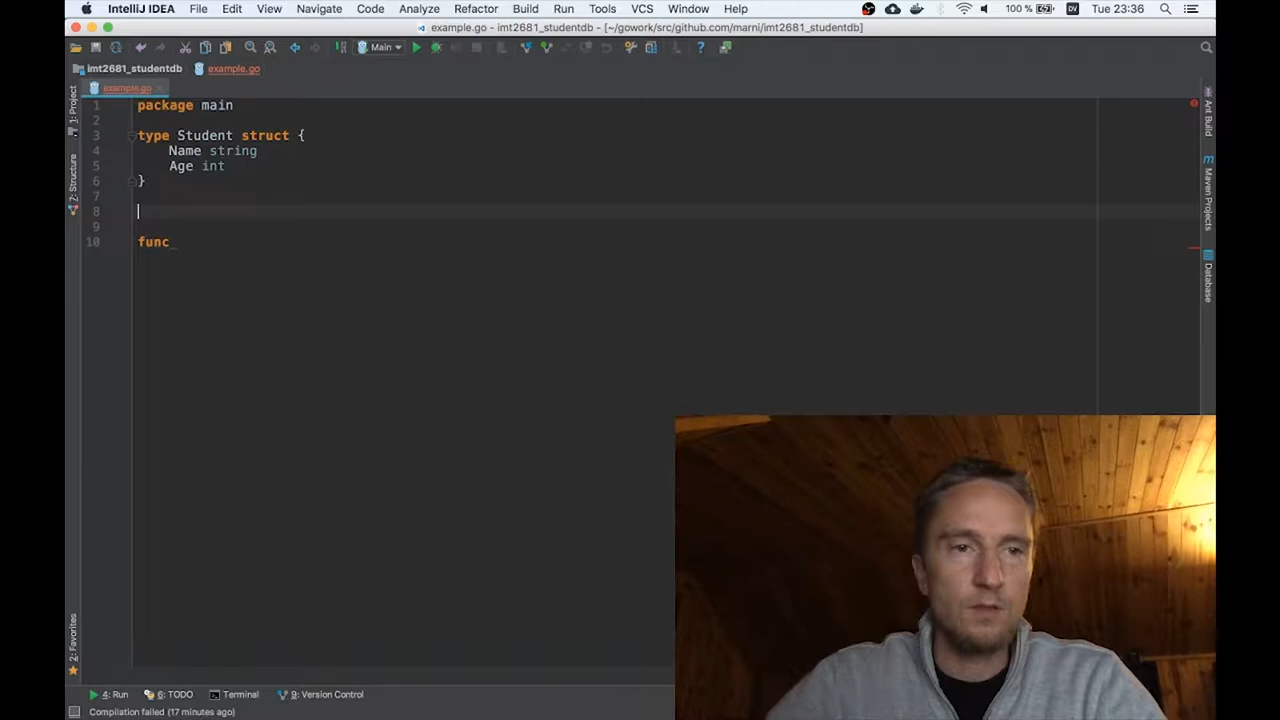 IntelliJ IDEA File Edit View Navigate Code Analyze Refactor Build Run Tools VCS Window Help 100 % DV Tue 23:36
example.go - imt2681_studentdb - [~/gowork/src/github.com/marni/imt2681_studentdb]
Main
imt2681_studentdb example.go
example.go
1 package main
2
3 type Student struct {
4 Name string
5 Age int
6 }
7
8
9
10 func_
1: Project
7: Structure
2: Favorites
Ant Build
Maven Projects
Database
4: Run 6: TODO Terminal 9: Version Control
Compilation failed (17 minutes ago)